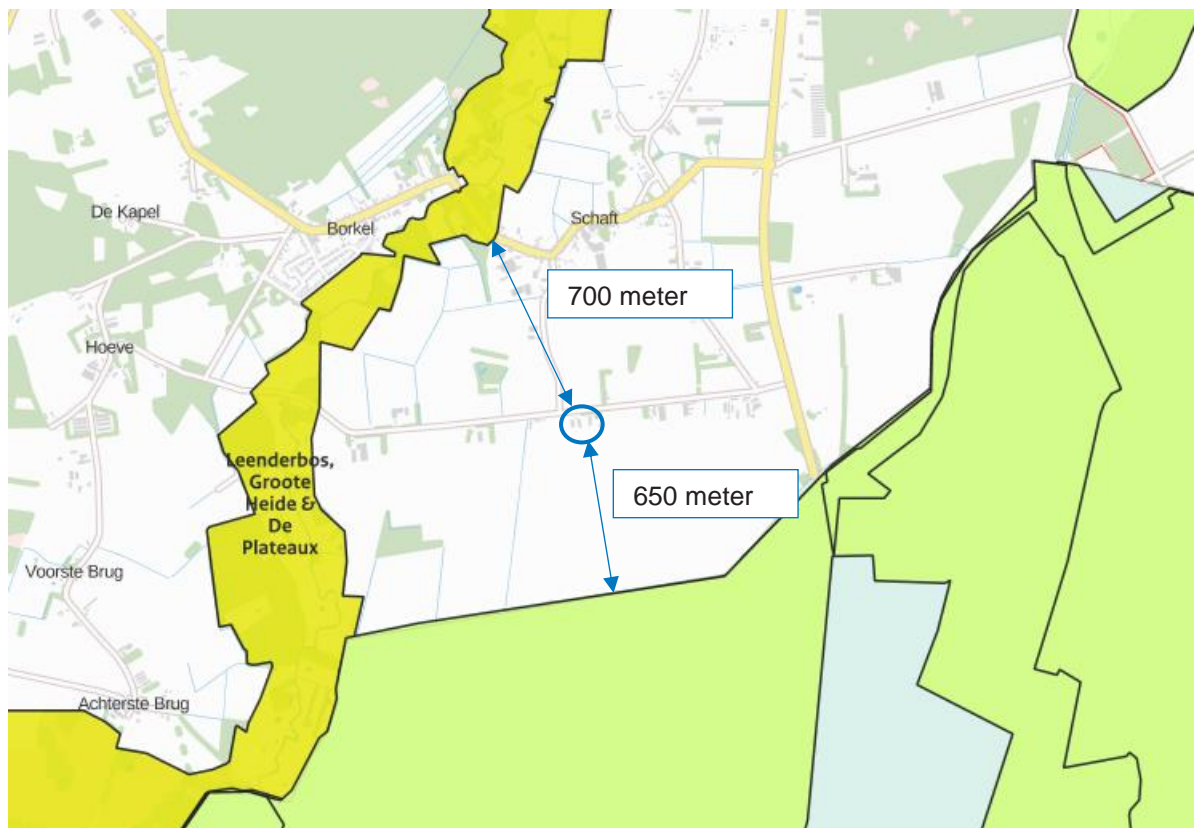 De Kapel
Borkel
Schaft
700 meter
Hoeve
Leenderbos,
Groote
Heide &
De
Plateaux
650 meter
Voorste Brug
Achterste Brug